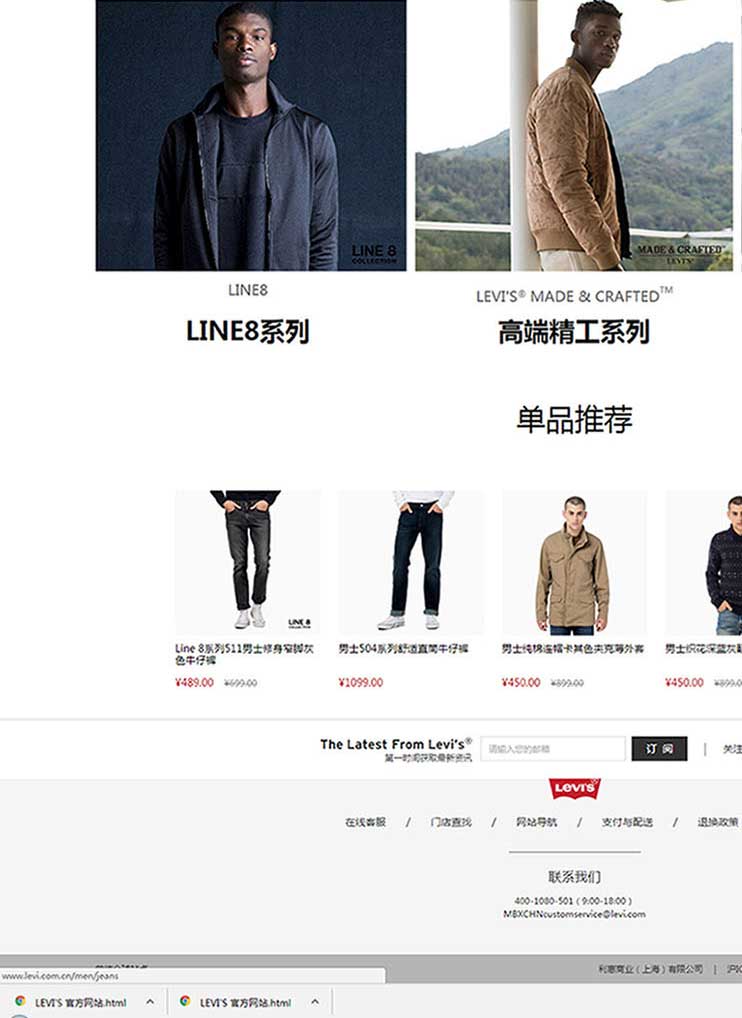 LINE 8
COLLECTION
MADE & CRAFTED™
LEVI'S®
LINE8
LEVI'S® MADE & CRAFTED™
LINE8系列
高端精工系列
单品推荐
LINE 8
COLLECTION
Line 8系列511男士修身窄脚灰
色牛仔裤
男士504系列舒适直筒牛仔裤
男士纯棉连帽卡其色夹克薄外套
男士织花深蓝灰
¥489.00 ¥699.00
¥1099.00
¥450.00 ¥899.00
¥450.00
The Latest From Levi's®
第一时间获取最新资讯
请输入您的邮箱
订 阅
|
关注
Levi's
在线客服 / 门店查找 / 网站导航 / 支付与配送 / 退换政策
联系我们
400-1080-501 ( 9:00-18:00 )
MBXCHNcustomservice@levi.com
利惠商业（上海）有限公司 | 沪IC
www.levi.com.cn/men/jeans
LEVI'S 官方网站.html
LEVI'S 官方网站.html